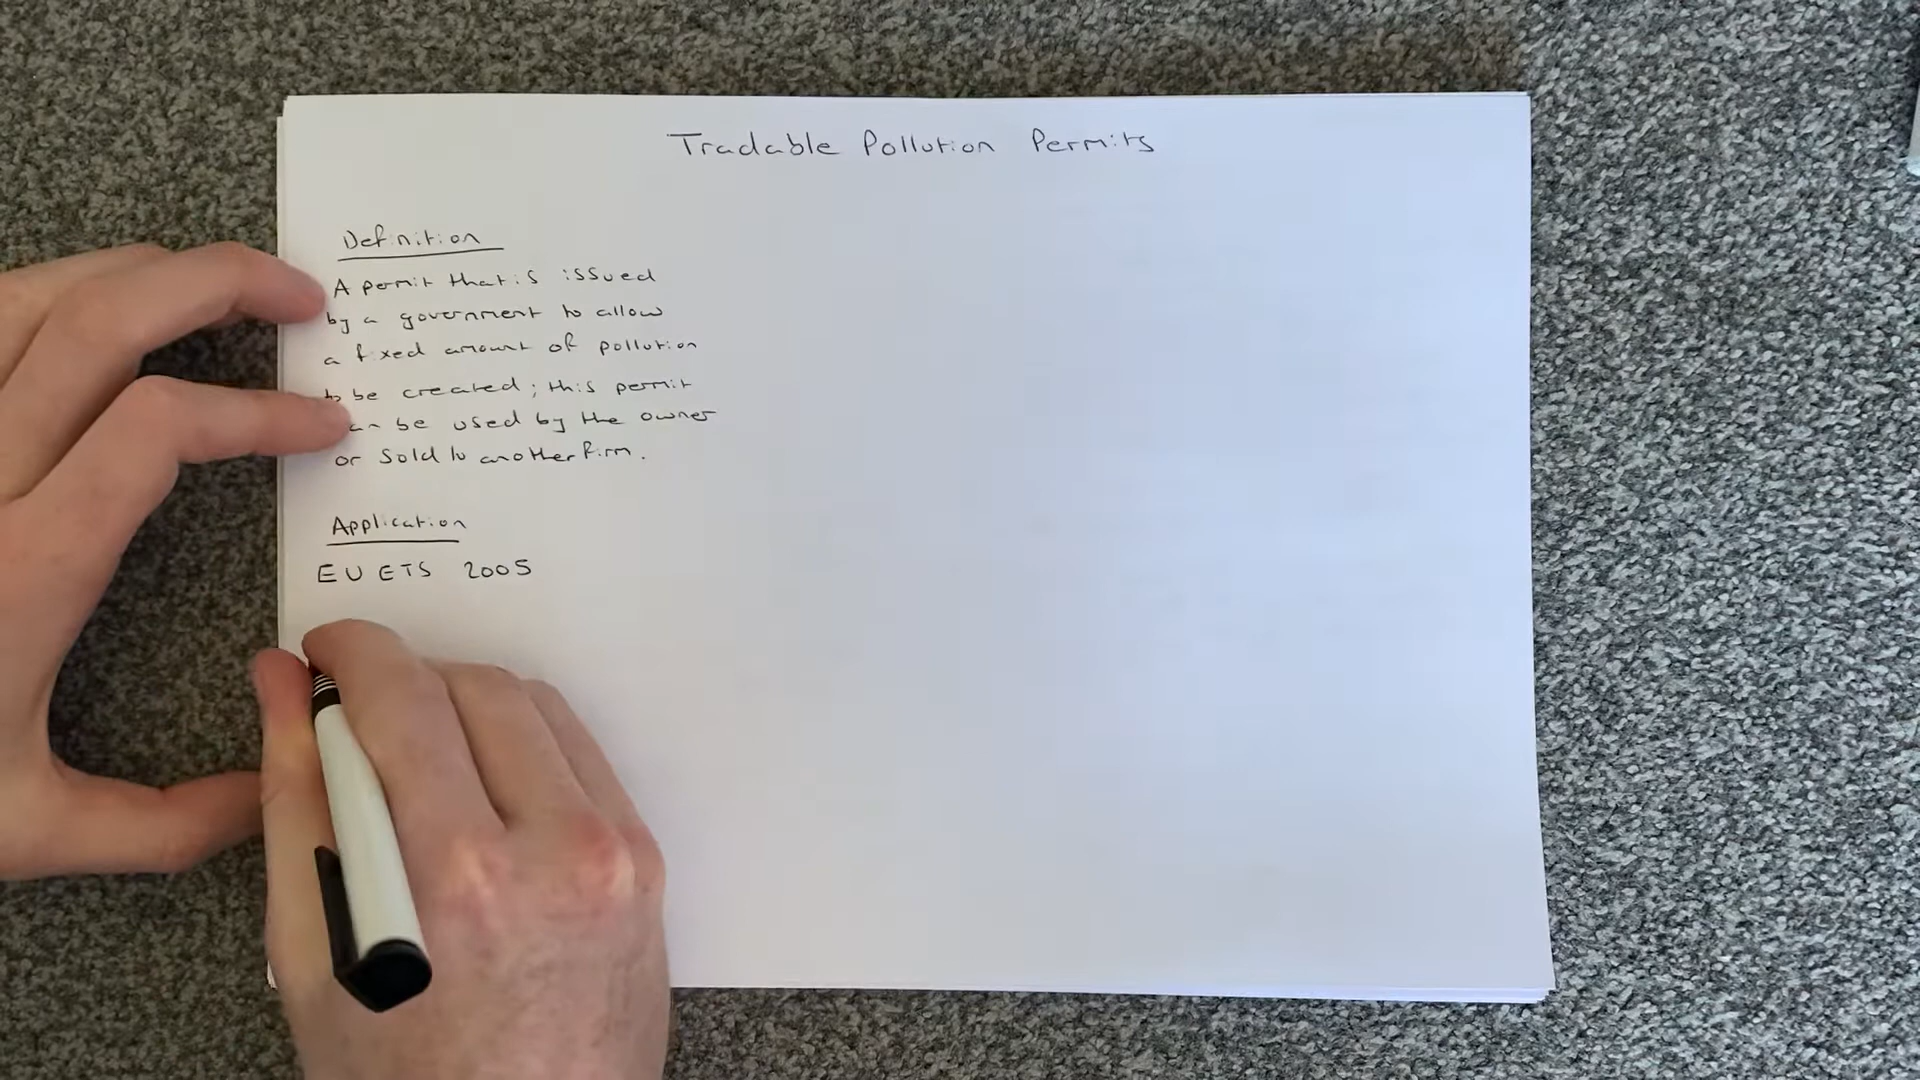 Tradable Pollution Permits
Definition
A permit that is issued
by a government to allow
a fixed amount of pollution
to be created; this permit
can be used by the owner
or sold to another firm.
Application
EU ETS 2005